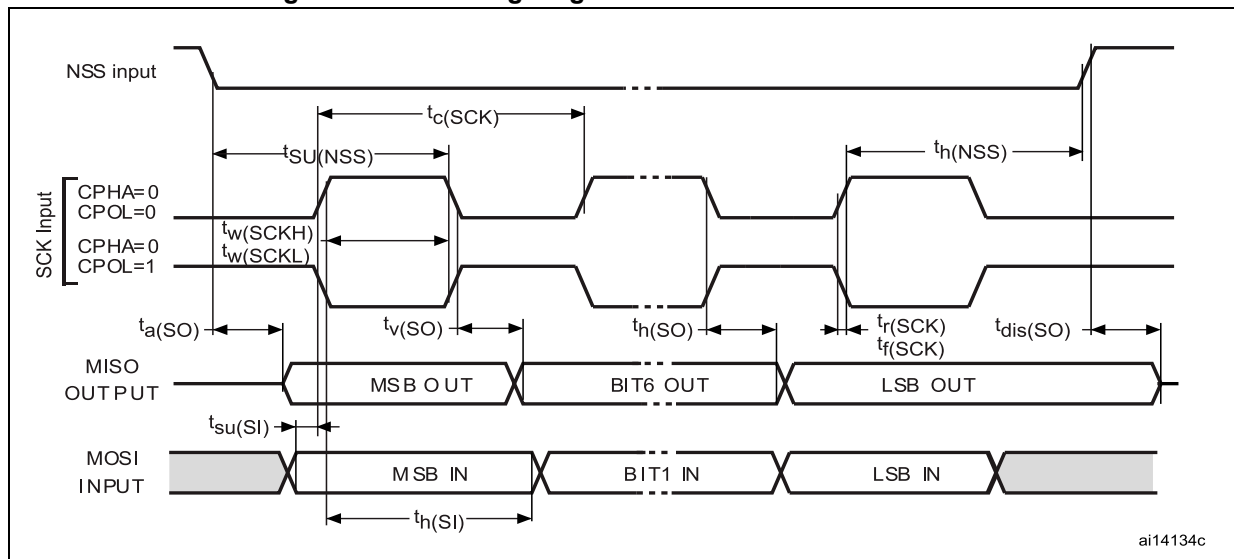 NSS input
tc(SCK)
tSU(NSS)
th(NSS)
SCK Input
CPHA=0
CPOL=0
CPHA=0
CPOL=1
tw(SCKH)
tw(SCKL)
ta(SO)
tv(SO)
th(SO)
tr(SCK)
tf(SCK)
tdis(SO)
MISO
OUTPUT
MSB OUT
BIT6 OUT
LSB OUT
tsu(SI)
MOSI
INPUT
MSB IN
BIT1 IN
LSB IN
th(SI)
ai14134c